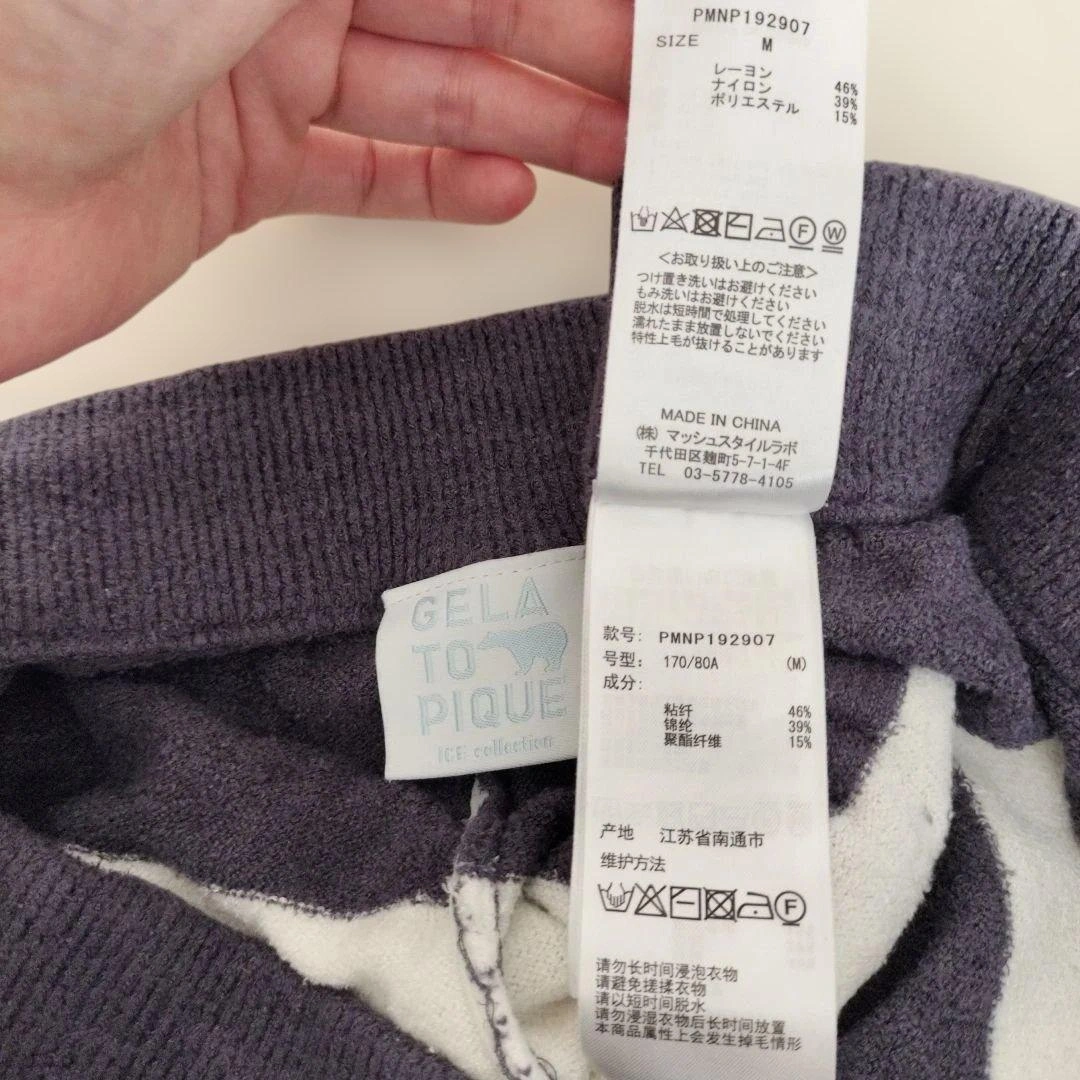 PMNP192907
SIZE M
レーヨン 46%
ナイロン 39%
ポリエステル 15%
F W
<お取り扱い上のご注意>
つけ置き洗いはお避けください
もみ洗いはお避けください
脱水は短時間で処理してください
濡れたまま放置しないでください
特性上毛が抜けることがあります
MADE IN CHINA
(株) マッシュスタイルラボ
千代田区麹町5-7-1-4F
TEL 03-5778-4105
GELA
TO
PIQUE
ICE collection
款号: PMNP192907
号型: 170/80A (M)
成分:
粘纤 46%
锦纶 39%
聚酯纤维 15%
产地 江苏省南通市
维护方法
F
请勿长时间浸泡衣物
请避免搓揉衣物
请以短时间脱水
请勿浸湿衣物后长时间放置
本商品属性上会发生掉毛情形